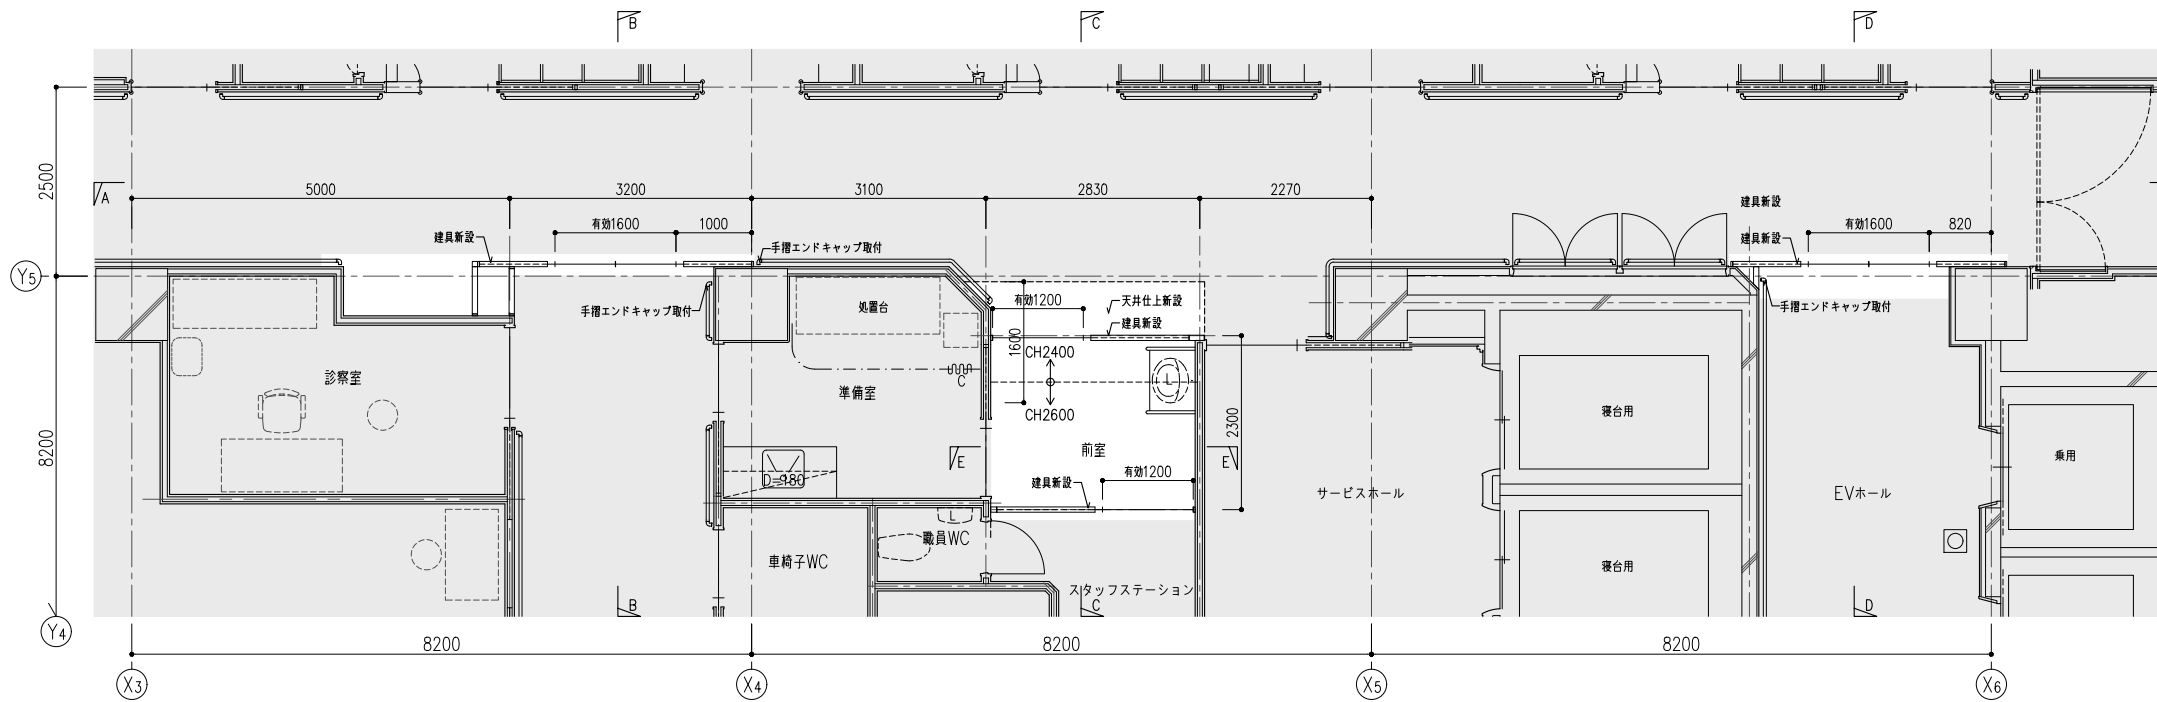 B
C
D
2500
A
5000
3200
3100
2830
2270
建具新設
有効1600
1000
有効1600
820
建具新設
手摺エンドキャップ取付
建具新設
Y5
有効1200
天井仕上新設
手摺エンドキャップ取付
処置台
手摺エンドキャップ取付
建具新設
1600
CH2400
診察室
C
L
準備室
CH2600
寝台用
2300
8200
前室
E
E
乗用
有効1200
D=180
建具新設
サービスホール
EVホール
L
職員WC
車椅子WC
寝台用
スタッフステーション
B
C
D
Y4
8200
8200
8200
X3
X4
X5
X6